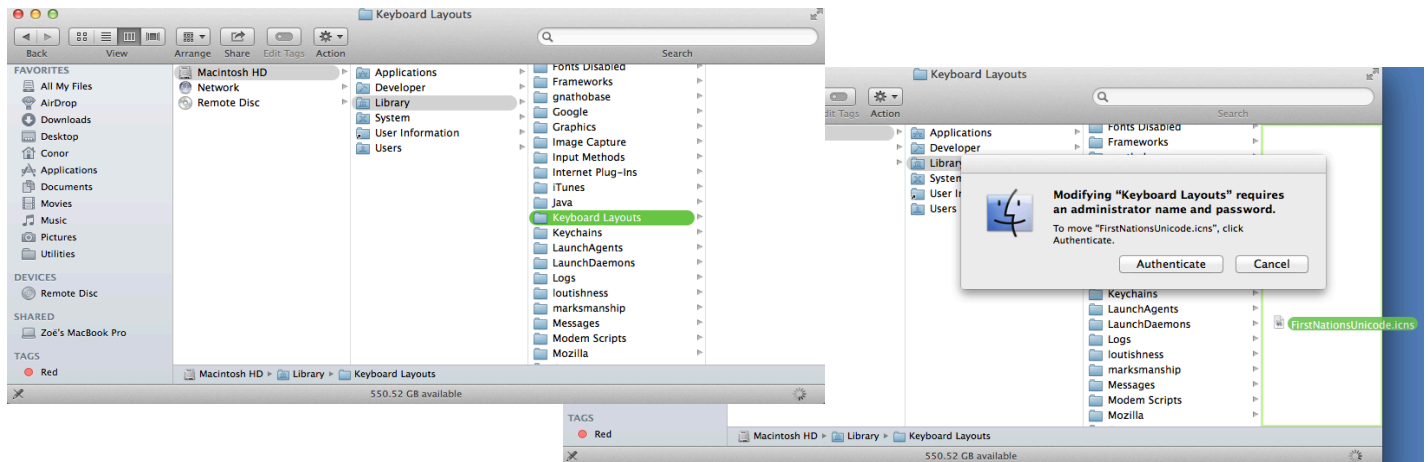 Keyboard Layouts
Back View Arrange Share Edit Tags Action Search
FAVORITES
All My Files
AirDrop
Downloads
Desktop
Conor
Applications
Documents
Movies
Music
Pictures
Utilities
DEVICES
Remote Disc
SHARED
Zoë's MacBook Pro
TAGS
Red
Macintosh HD
Network
Remote Disc
Applications
Developer
Library
System
User Information
Users
Fonts Disabled
Frameworks
gnathobase
Google
Graphics
Image Capture
Input Methods
Internet Plug-Ins
iTunes
Java
Keyboard Layouts
Keychains
LaunchAgents
LaunchDaemons
Logs
loutishness
marksmanship
Messages
Modem Scripts
Mozilla
Macintosh HD ▸ Library ▸ Keyboard Layouts
550.52 GB available
Keyboard Layouts
dit Tags Action Search
Applications
Developer
Library
System
User In
Users
Fonts Disabled
Frameworks
Modifying “Keyboard Layouts” requires
an administrator name and password.
To move “FirstNationsUnicode.icns”, click
Authenticate.
Authenticate Cancel
Keychains
LaunchAgents
LaunchDaemons
Logs
loutishness
marksmanship
Messages
Modem Scripts
Mozilla
FirstNationsUnicode.icns
TAGS
Red
Macintosh HD ▸ Library ▸ Keyboard Layouts
550.52 GB available